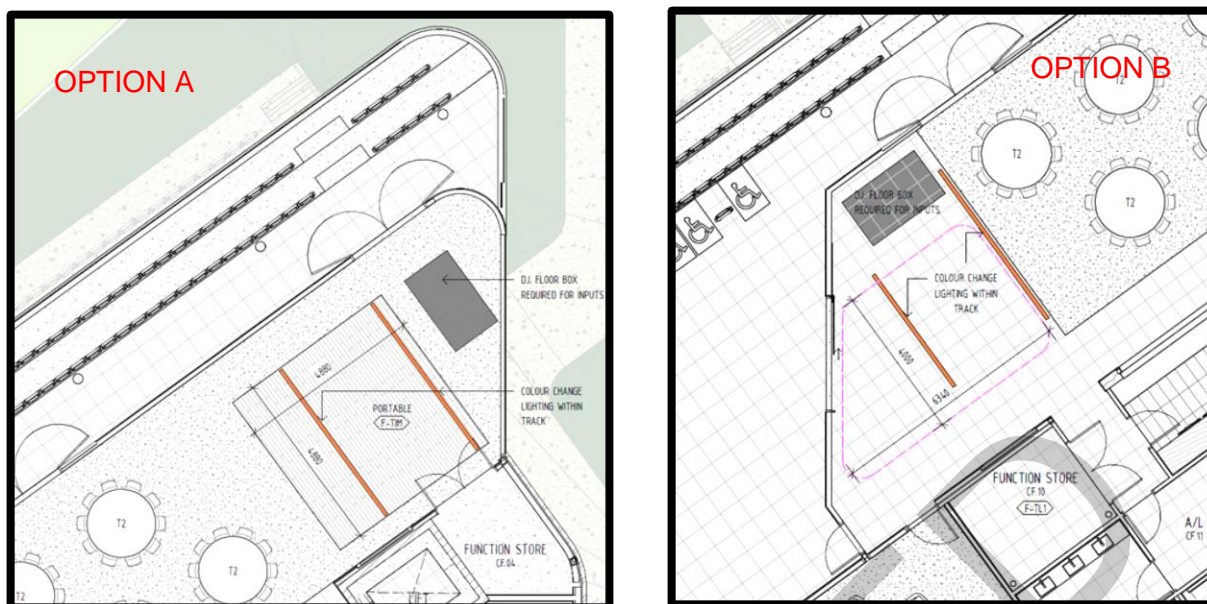 OPTION A
D.J. FLOOR BOX
REQUIRED FOR INPUTS
4880
COLOUR CHANGE
LIGHTING WITHIN
TRACK
PORTABLE
F-TIM
4880
T2
T2
T2
FUNCTION STORE
CF.04
LIFT
OPTION B
T2
T2
T2
D.J. FLOOR BOX
REQUIRED FOR INPUTS
COLOUR CHANGE
LIGHTING WITHIN
TRACK
4000
6340
FUNCTION STORE
CF.10
F-TL1
A/L
CF.11